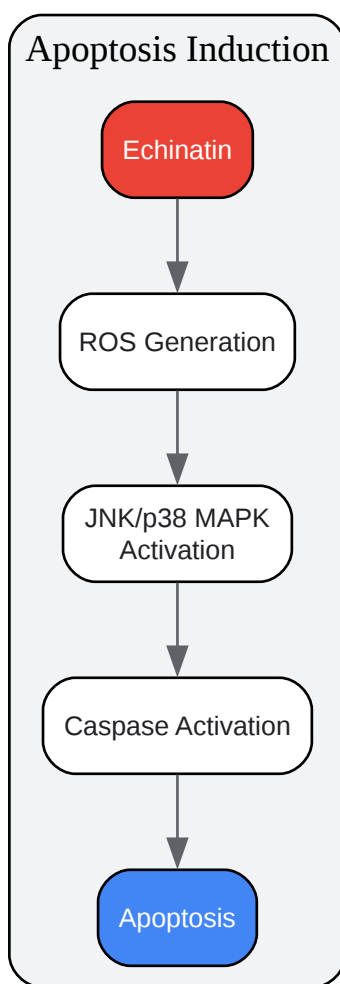 Apoptosis Induction
Echinatin
ROS Generation
JNK/p38 MAPK
Activation
Caspase Activation
Apoptosis